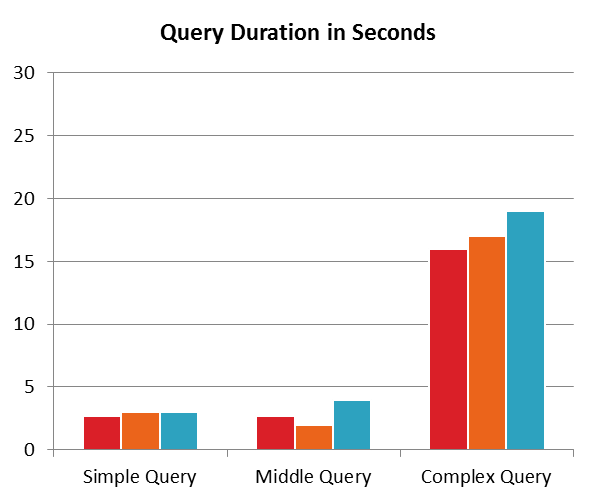 Query Duration in Seconds
30
25
20
15
10
5
0
Simple Query
Middle Query
Complex Query